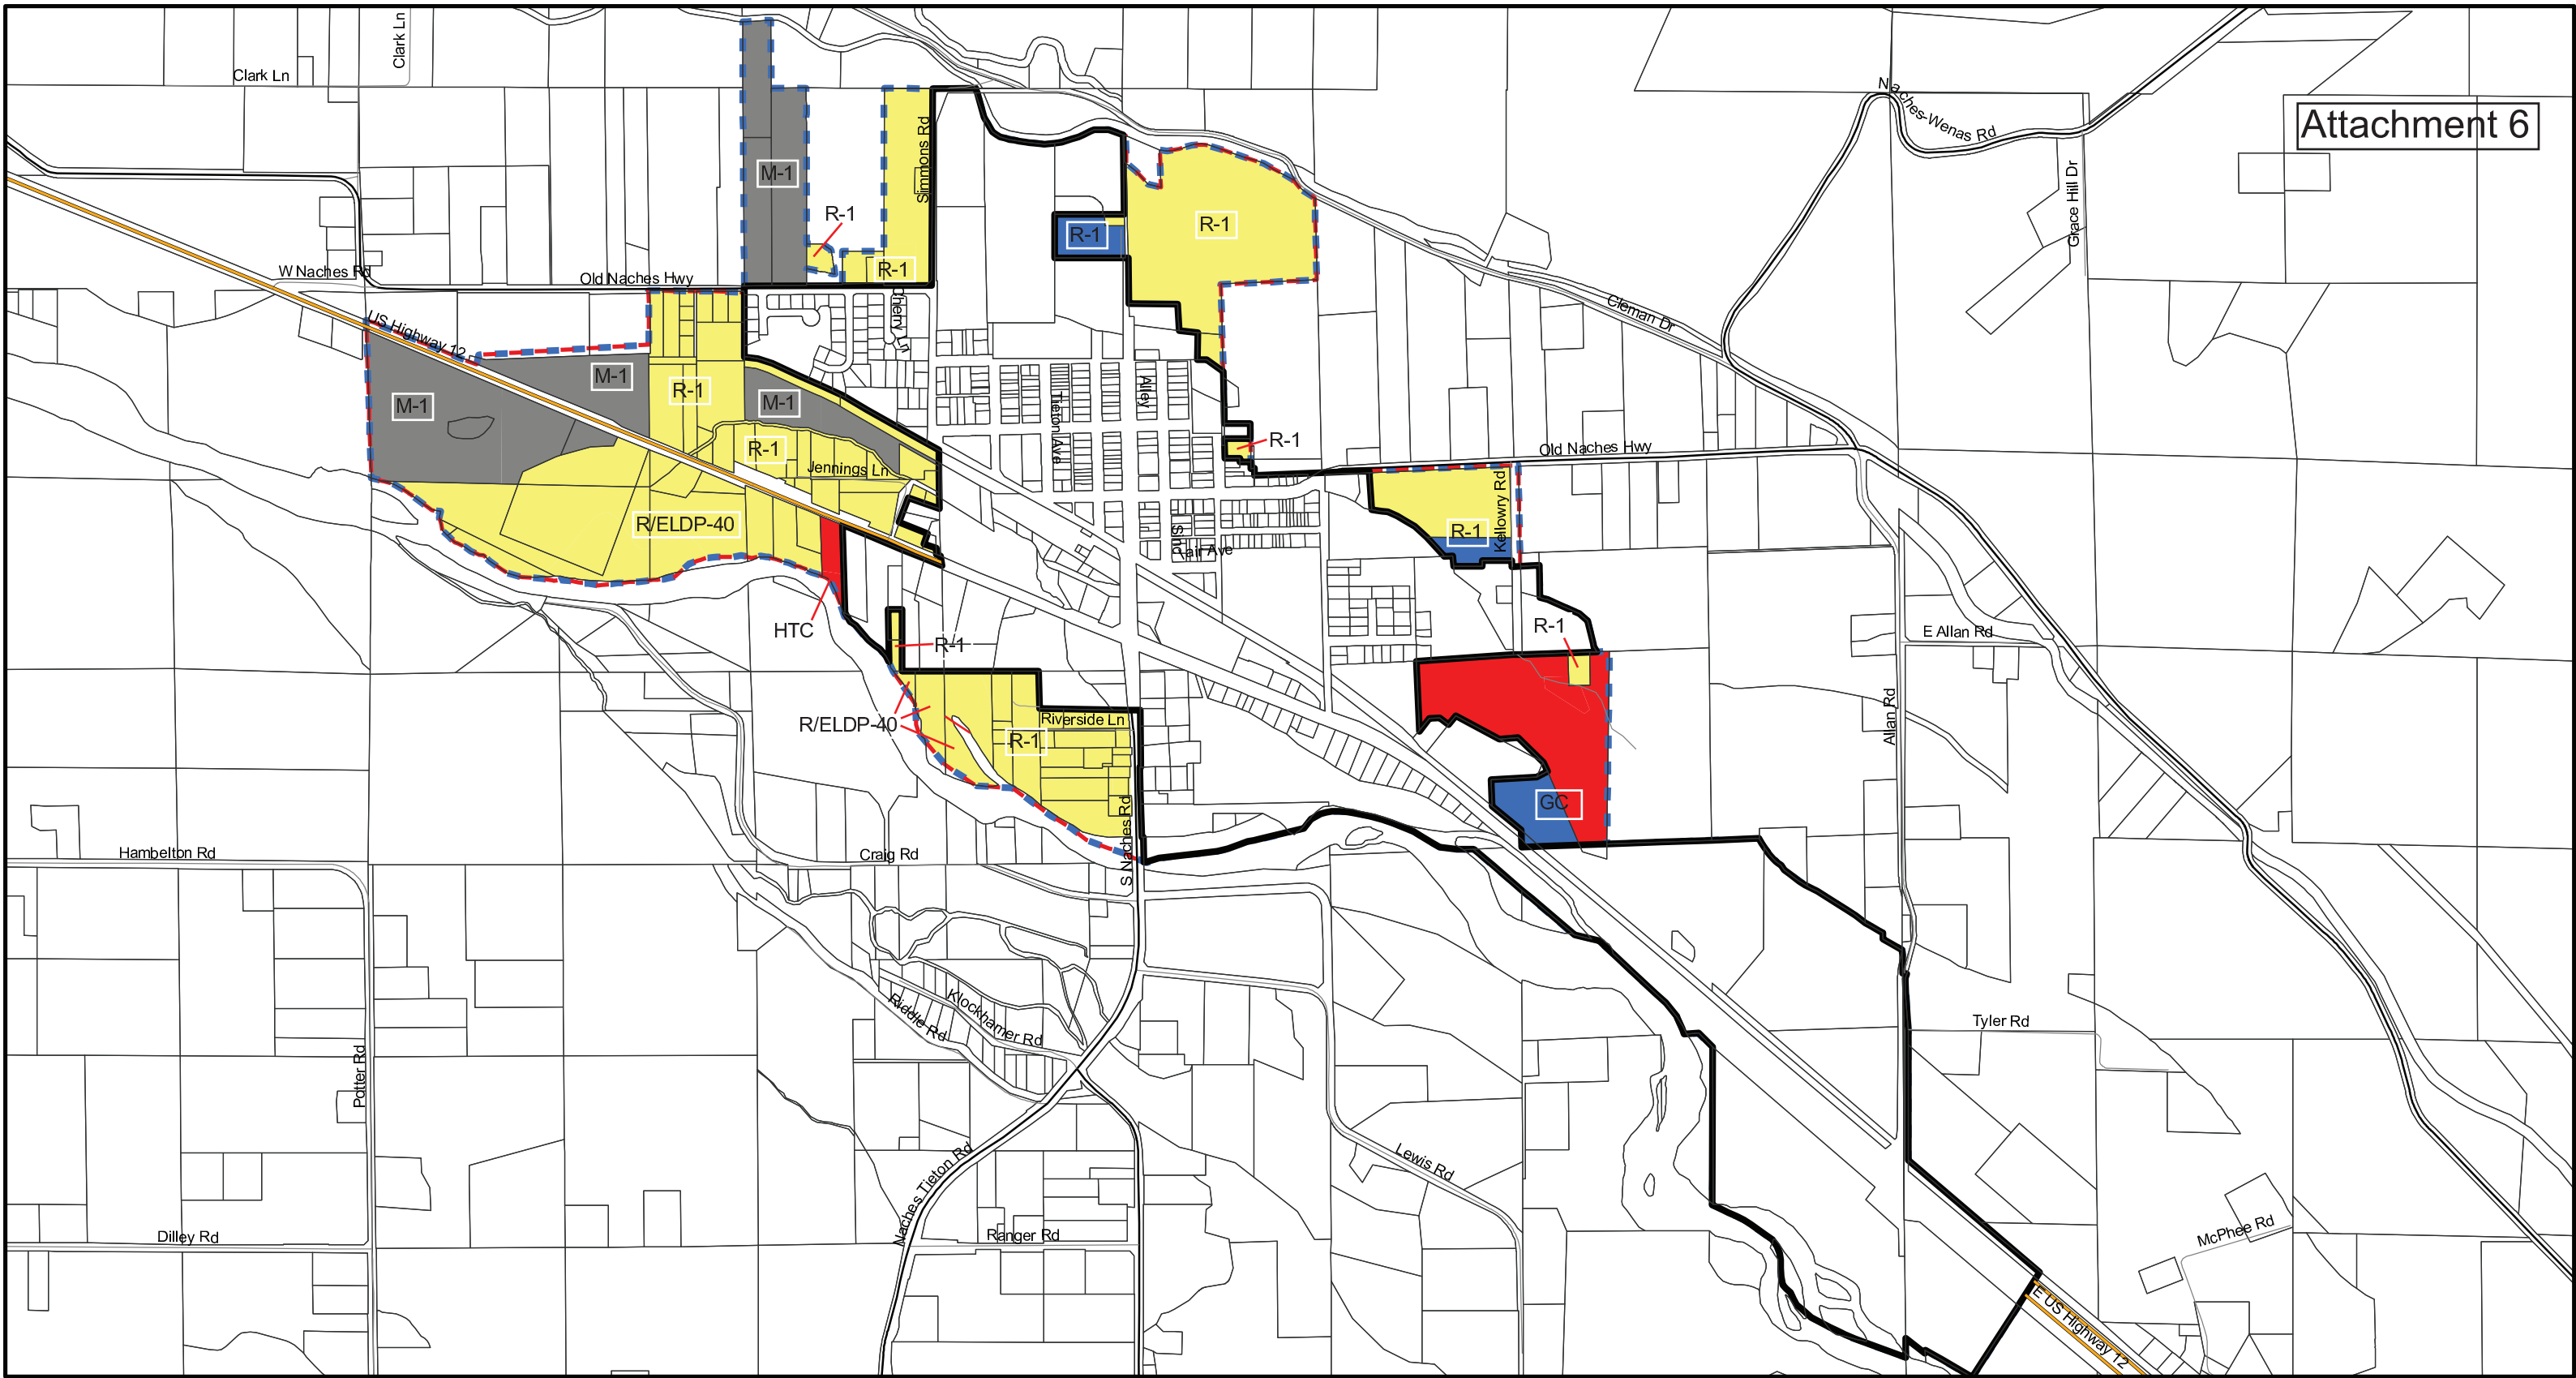 Clark Ln
Clark Ln
Attachment 6
Naches-Wenas Rd
Simmons Rd
M-1
R-1
R-1
R-1
R-1
Grace Hill Dr
W Naches Rd
Old Naches Hwy
US Highway 12
Cherry Ln
Cleman Dr
M-1
M-1
R-1
M-1
Alley
Tieton Ave
R-1
R-1
Old Naches Hwy
Jennings Ln
Kellowry Rd
R/ELDP-40
R-1
HTC
R-1
R-1
E Allan Rd
R/ELDP-40
Riverside Ln
R-1
Allan Rd
GC
S Naches Rd
Hambelton Rd
Craig Rd
Klockhamer Rd
Riddle Rd
Tyler Rd
Potter Rd
Lewis Rd
Naches Tieton Rd
Dilley Rd
Ranger Rd
McPhee Rd
E US Highway 12